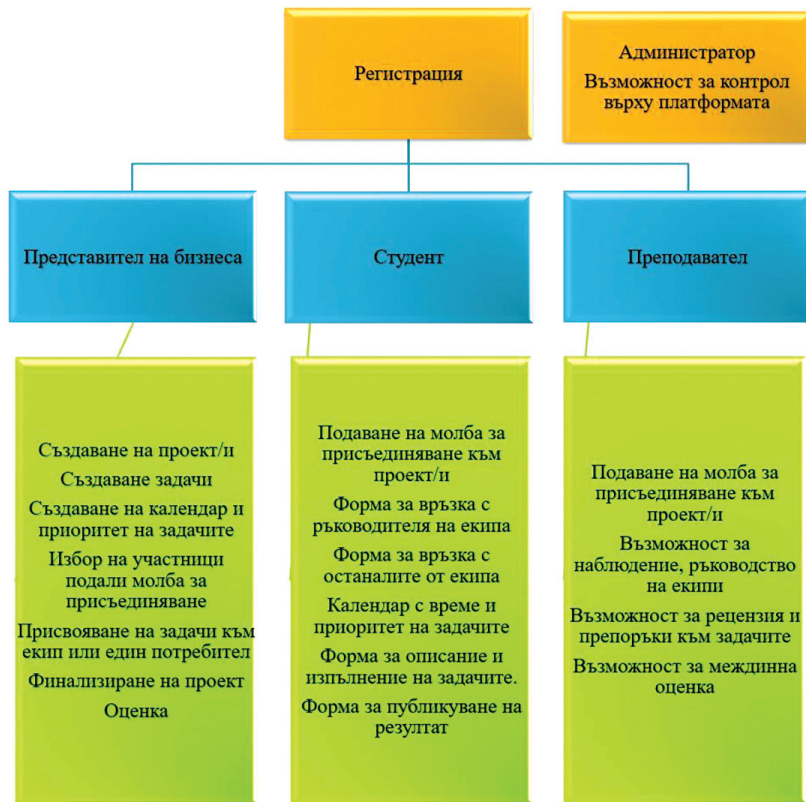 Регистрация
Администратор
Възможност за контрол
върху платформата
Представител на бизнеса
Студент
Преподавател
Създаване на проект/и
Създаване задачи
Създаване на календар и
приоритет на задачите
Избор на участници
подали молба за
присъединяване
Присвояване на задачи към
екип или един потребител
Финализиране на проект
Оценка
Подаване на молба за
присъединяване към
проект/и
Форма за връзка с
ръководителя на екипа
Форма за връзка с
останалите от екипа
Календар с време и
приоритет на задачите
Форма за описание и
изпълнение на задачите.
Форма за публикуване на
резултат
Подаване на молба за
присъединяване към
проект/и
Възможност за
наблюдение, ръководство
на екипи
Възможност за рецензия и
препоръки към задачите
Възможност за междинна
оценка